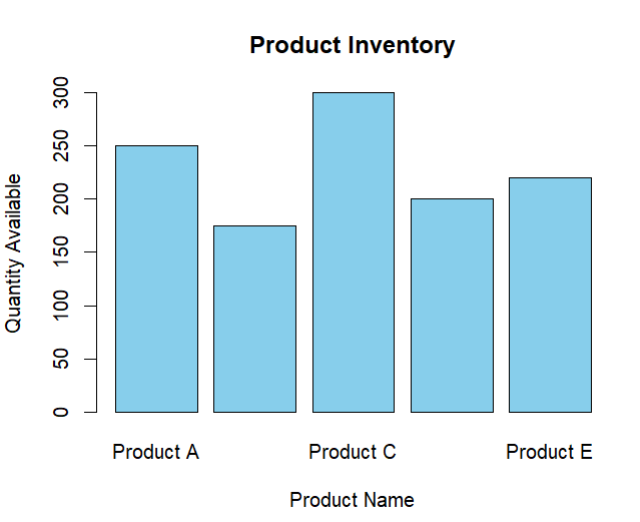 Product Inventory
Quantity Available
300
250
200
150
100
50
0
Product A
Product C
Product E
Product Name